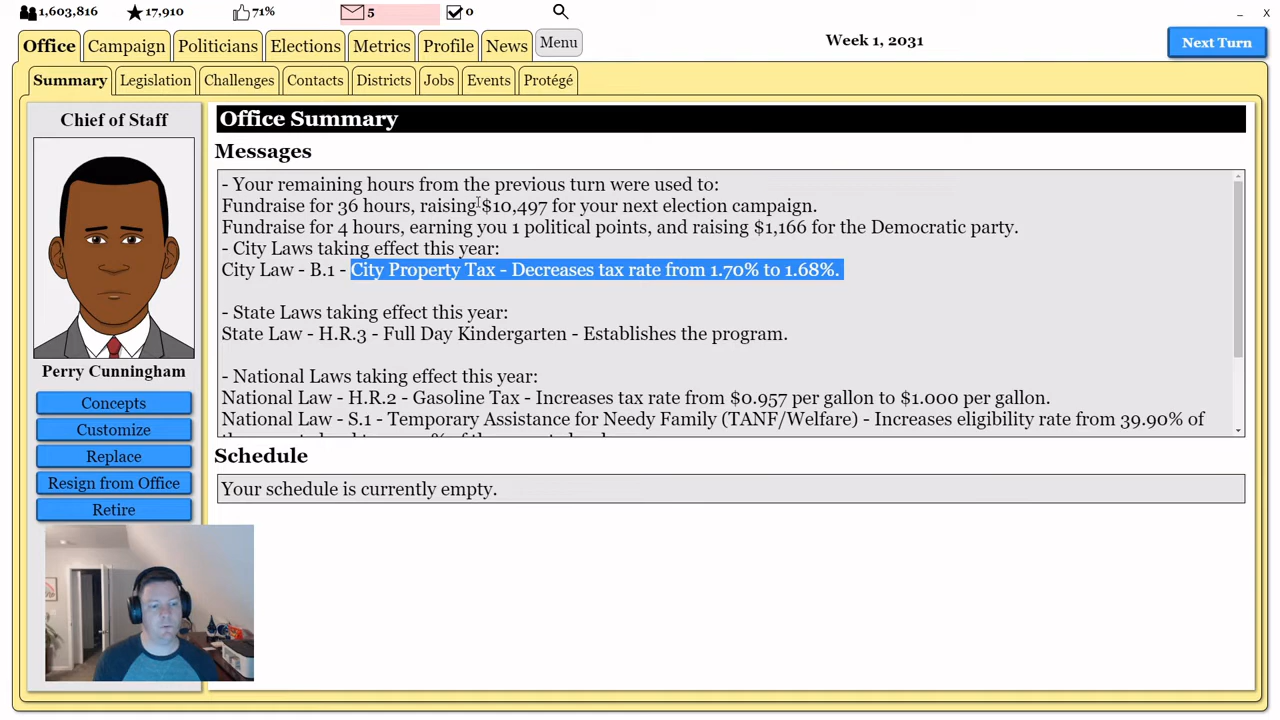 1,603,816 17,910 71% 5 0
_ X
Office Campaign Politicians Elections Metrics Profile News Menu Week 1, 2031 Next Turn
Summary Legislation Challenges Contacts Districts Jobs Events Protégé
Chief of Staff
Perry Cunningham
Concepts
Customize
Replace
Resign from Office
Retire
Office Summary
Messages
- Your remaining hours from the previous turn were used to:
Fundraise for 36 hours, raising $10,497 for your next election campaign.
Fundraise for 4 hours, earning you 1 political points, and raising $1,166 for the Democratic party.
- City Laws taking effect this year:
City Law - B.1 - City Property Tax - Decreases tax rate from 1.70% to 1.68%.
- State Laws taking effect this year:
State Law - H.R.3 - Full Day Kindergarten - Establishes the program.
- National Laws taking effect this year:
National Law - H.R.2 - Gasoline Tax - Increases tax rate from $0.957 per gallon to $1.000 per gallon.
National Law - S.1 - Temporary Assistance for Needy Family (TANF/Welfare) - Increases eligibility rate from 39.90% of
Schedule
Your schedule is currently empty.